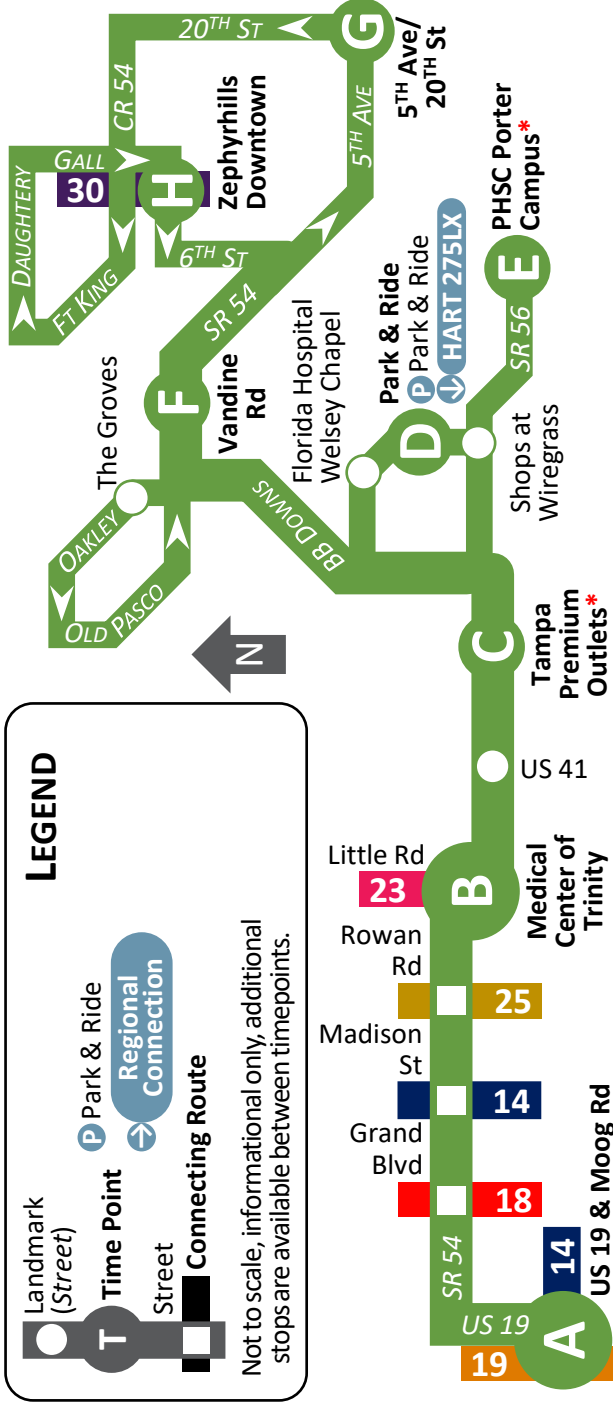 LEGEND
Landmark
(Street)
T
Time Point
P Park & Ride
Regional
Connection
Street
Connecting Route
Not to scale, informational only, additional
stops are available between timepoints.
N
19
A
14
US 19 & Moog Rd
US 19
SR 54
Grand
Blvd
18
Madison
St
14
Rowan
Rd
25
Little Rd
23
B
Medical
Center of
Trinity
US 41
C
Tampa
Premium
Outlets*
BB DOWNS
Florida Hospital
Welsey Chapel
D
Park & Ride
P Park & Ride
HART 275LX
Shops at
Wiregrass
SR 56
E
PHSC Porter
Campus*
OLD PASCO
OAKLEY
The Groves
F
Vandine
Rd
SR 54
5TH AVE
G
5TH Ave/
20TH St
20TH ST
CR 54
FT KING
DAUGHTERY
GALL
30
H
Zephyrhills
Downtown
6TH ST